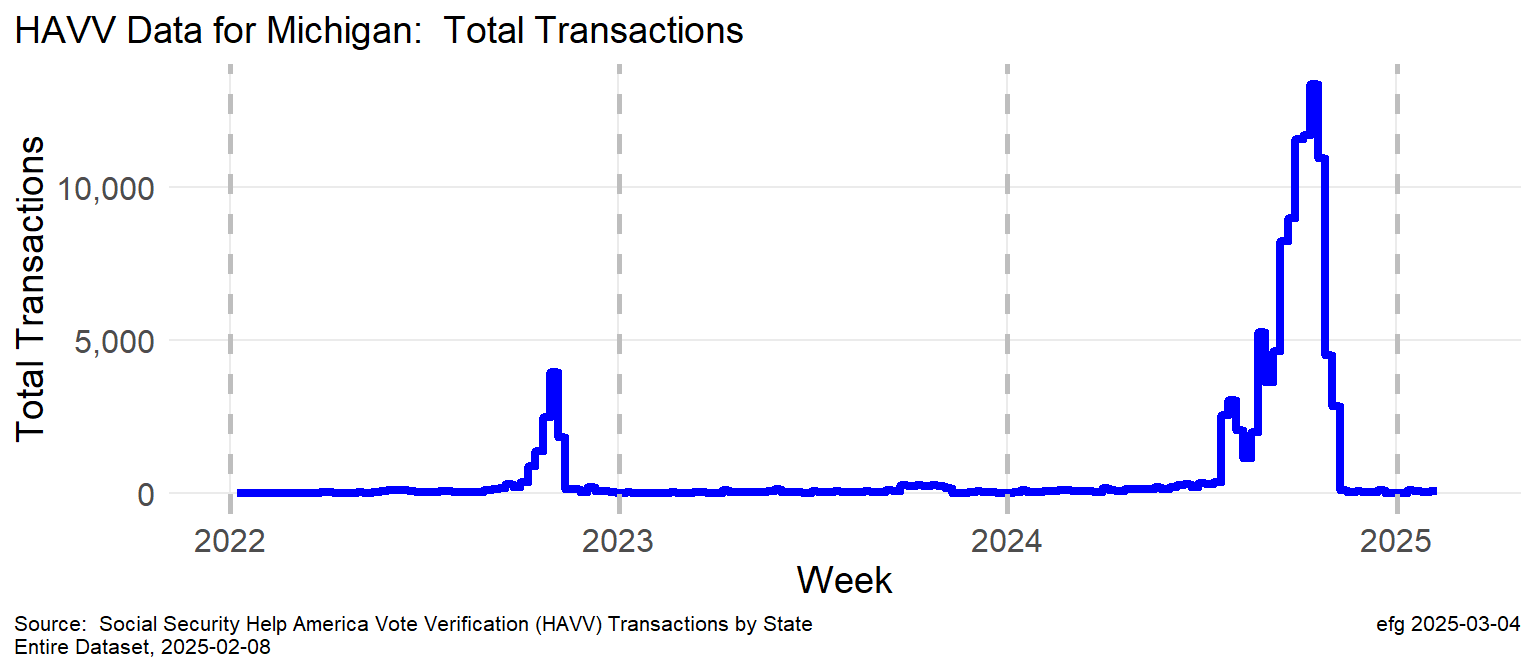 HAVV Data for Michigan:  Total Transactions
Total Transactions
10,000
5,000
0
2022 2023 2024 2025
Week
Source:  Social Security Help America Vote Verification (HAVV) Transactions by State
Entire Dataset, 2025-02-08
efg 2025-03-04